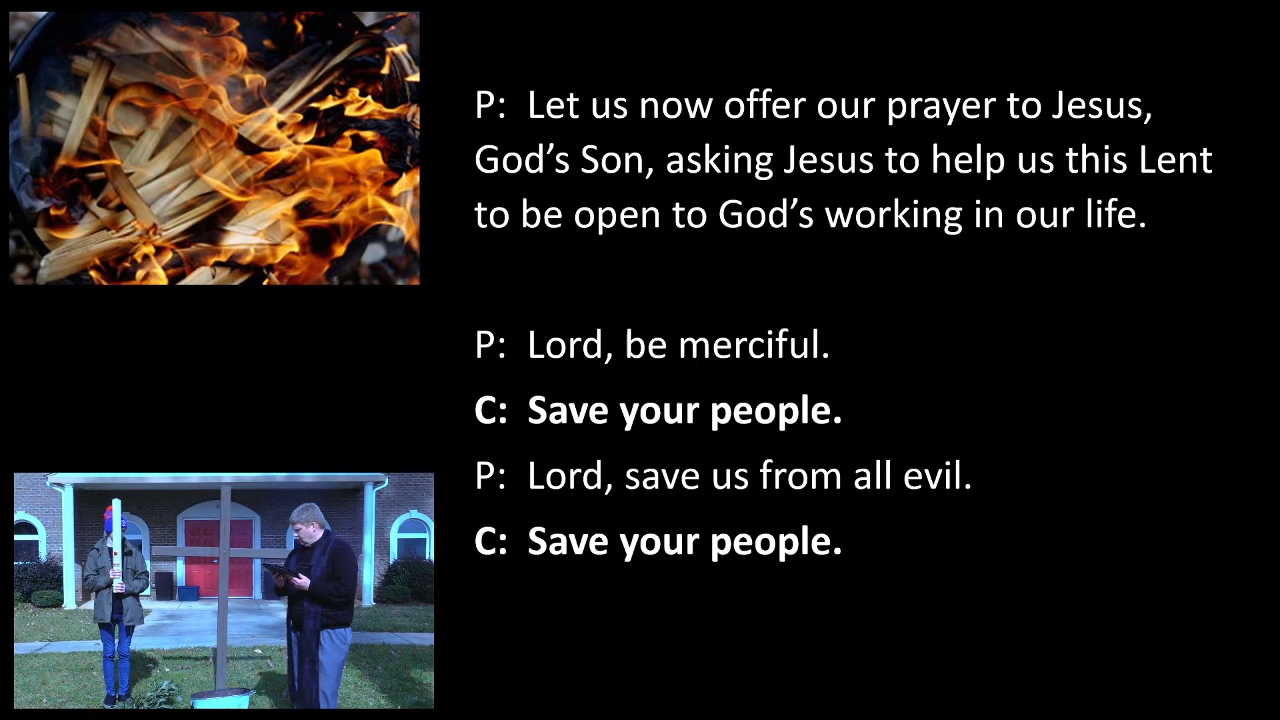 P:  Let us now offer our prayer to Jesus,
God’s Son, asking Jesus to help us this Lent
to be open to God’s working in our life.
P:  Lord, be merciful.
C:  Save your people.
P:  Lord, save us from all evil.
C:  Save your people.